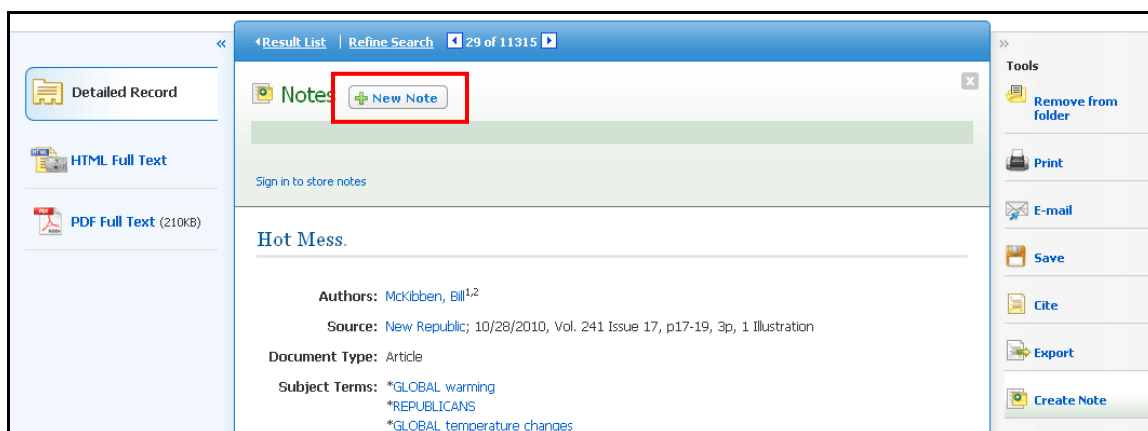 «
Detailed Record
HTML Full Text
PDF Full Text (210KB)
Result List | Refine Search 29 of 11315
Notes New Note
Sign in to store notes
Hot Mess.
Authors: McKibben, Bill1,2
Source: New Republic; 10/28/2010, Vol. 241 Issue 17, p17-19, 3p, 1 Illustration
Document Type: Article
Subject Terms: *GLOBAL warming
*REPUBLICANS
*GLOBAL temperature changes
»
Tools
Remove from
folder
Print
E-mail
Save
Cite
Export
Create Note